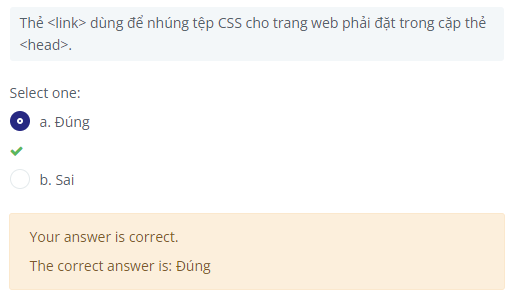 Thẻ <link> dùng để nhúng tệp CSS cho trang web phải đặt trong cặp thẻ
<head>.
Select one:
a. Đúng
b. Sai
Your answer is correct.
The correct answer is: Đúng